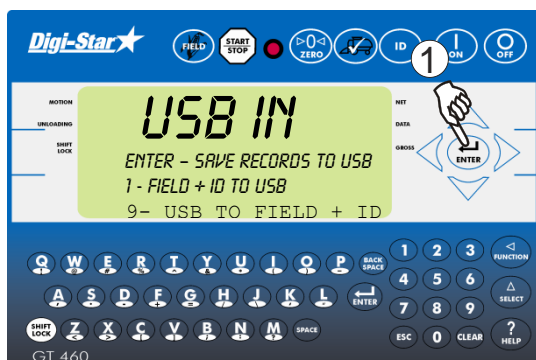 Digi-Star
FIELD
START
STOP
>0<
ZERO
ID
ON
OFF
1
MOTION
UNLOADING
SHIFT
LOCK
USB IN
ENTER - SAVE RECORDS TO USB
1 - FIELD + ID TO USB
9- USB TO FIELD + ID
NET
DATA
GROSS
ENTER
Q W E R T Y U I O P BACK SPACE 1 2 3 FUNCTION
A S D F G H J K L ENTER 4 5 6 SELECT
7 8 9
SHIFT LOCK Z X C V B N M SPACE ESC 0 CLEAR ? HELP
GT 460